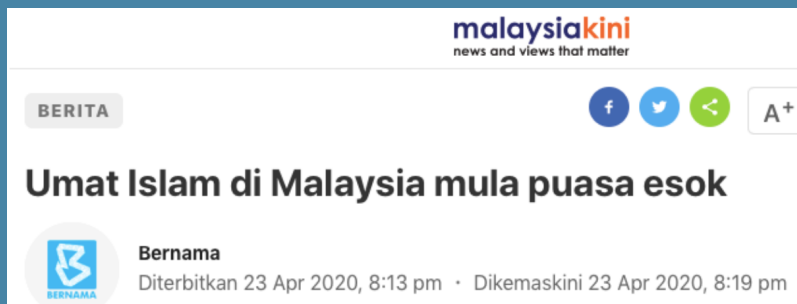 malaysiakini
news and views that matter
BERITA
A+
Umat Islam di Malaysia mula puasa esok
Bernama
Diterbitkan 23 Apr 2020, 8:13 pm · Dikemaskini 23 Apr 2020, 8:19 pm
BERNAMA